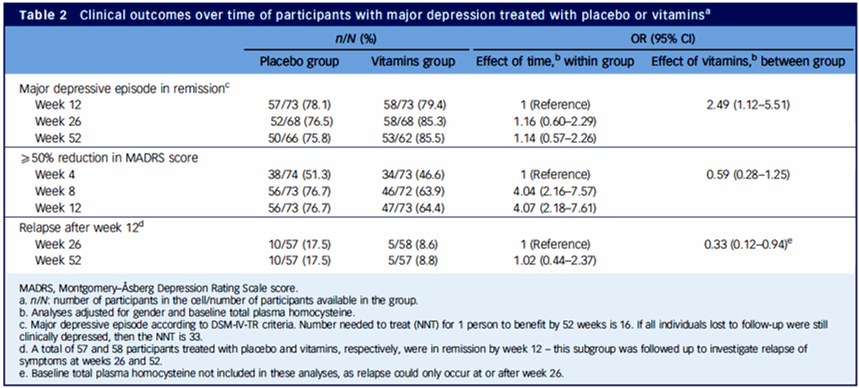 Table 2 Clinical outcomes over time of participants with major depression treated with placebo or vitaminsᵃ
n/N (%) OR (95% CI)
Placebo group Vitamins group Effect of time,ᵇ within group Effect of vitamins,ᵇ between group
Major depressive episode in remissionᶜ
Week 12 57/73 (78.1) 58/73 (79.4) 1 (Reference) 2.49 (1.12–5.51)
Week 26 52/68 (76.5) 58/68 (85.3) 1.16 (0.60–2.29)
Week 52 50/66 (75.8) 53/62 (85.5) 1.14 (0.57–2.26)
⩾50% reduction in MADRS score
Week 4 38/74 (51.3) 34/73 (46.6) 1 (Reference) 0.59 (0.28–1.25)
Week 8 56/73 (76.7) 46/72 (63.9) 4.04 (2.16–7.57)
Week 12 56/73 (76.7) 47/73 (64.4) 4.07 (2.18–7.61)
Relapse after week 12ᵈ
Week 26 10/57 (17.5) 5/58 (8.6) 1 (Reference) 0.33 (0.12–0.94)ᵉ
Week 52 10/57 (17.5) 5/57 (8.8) 1.02 (0.44–2.37)
MADRS, Montgomery–Åsberg Depression Rating Scale score.
a. n/N: number of participants in the cell/number of participants available in the group.
b. Analyses adjusted for gender and baseline total plasma homocysteine.
c. Major depressive episode according to DSM-IV-TR criteria. Number needed to treat (NNT) for 1 person to benefit by 52 weeks is 16. If all individuals lost to follow-up were still
clinically depressed, then the NNT is 33.
d. A total of 57 and 58 participants treated with placebo and vitamins, respectively, were in remission by week 12 – this subgroup was followed up to investigate relapse of
symptoms at weeks 26 and 52.
e. Baseline total plasma homocysteine not included in these analyses, as relapse could only occur at or after week 26.